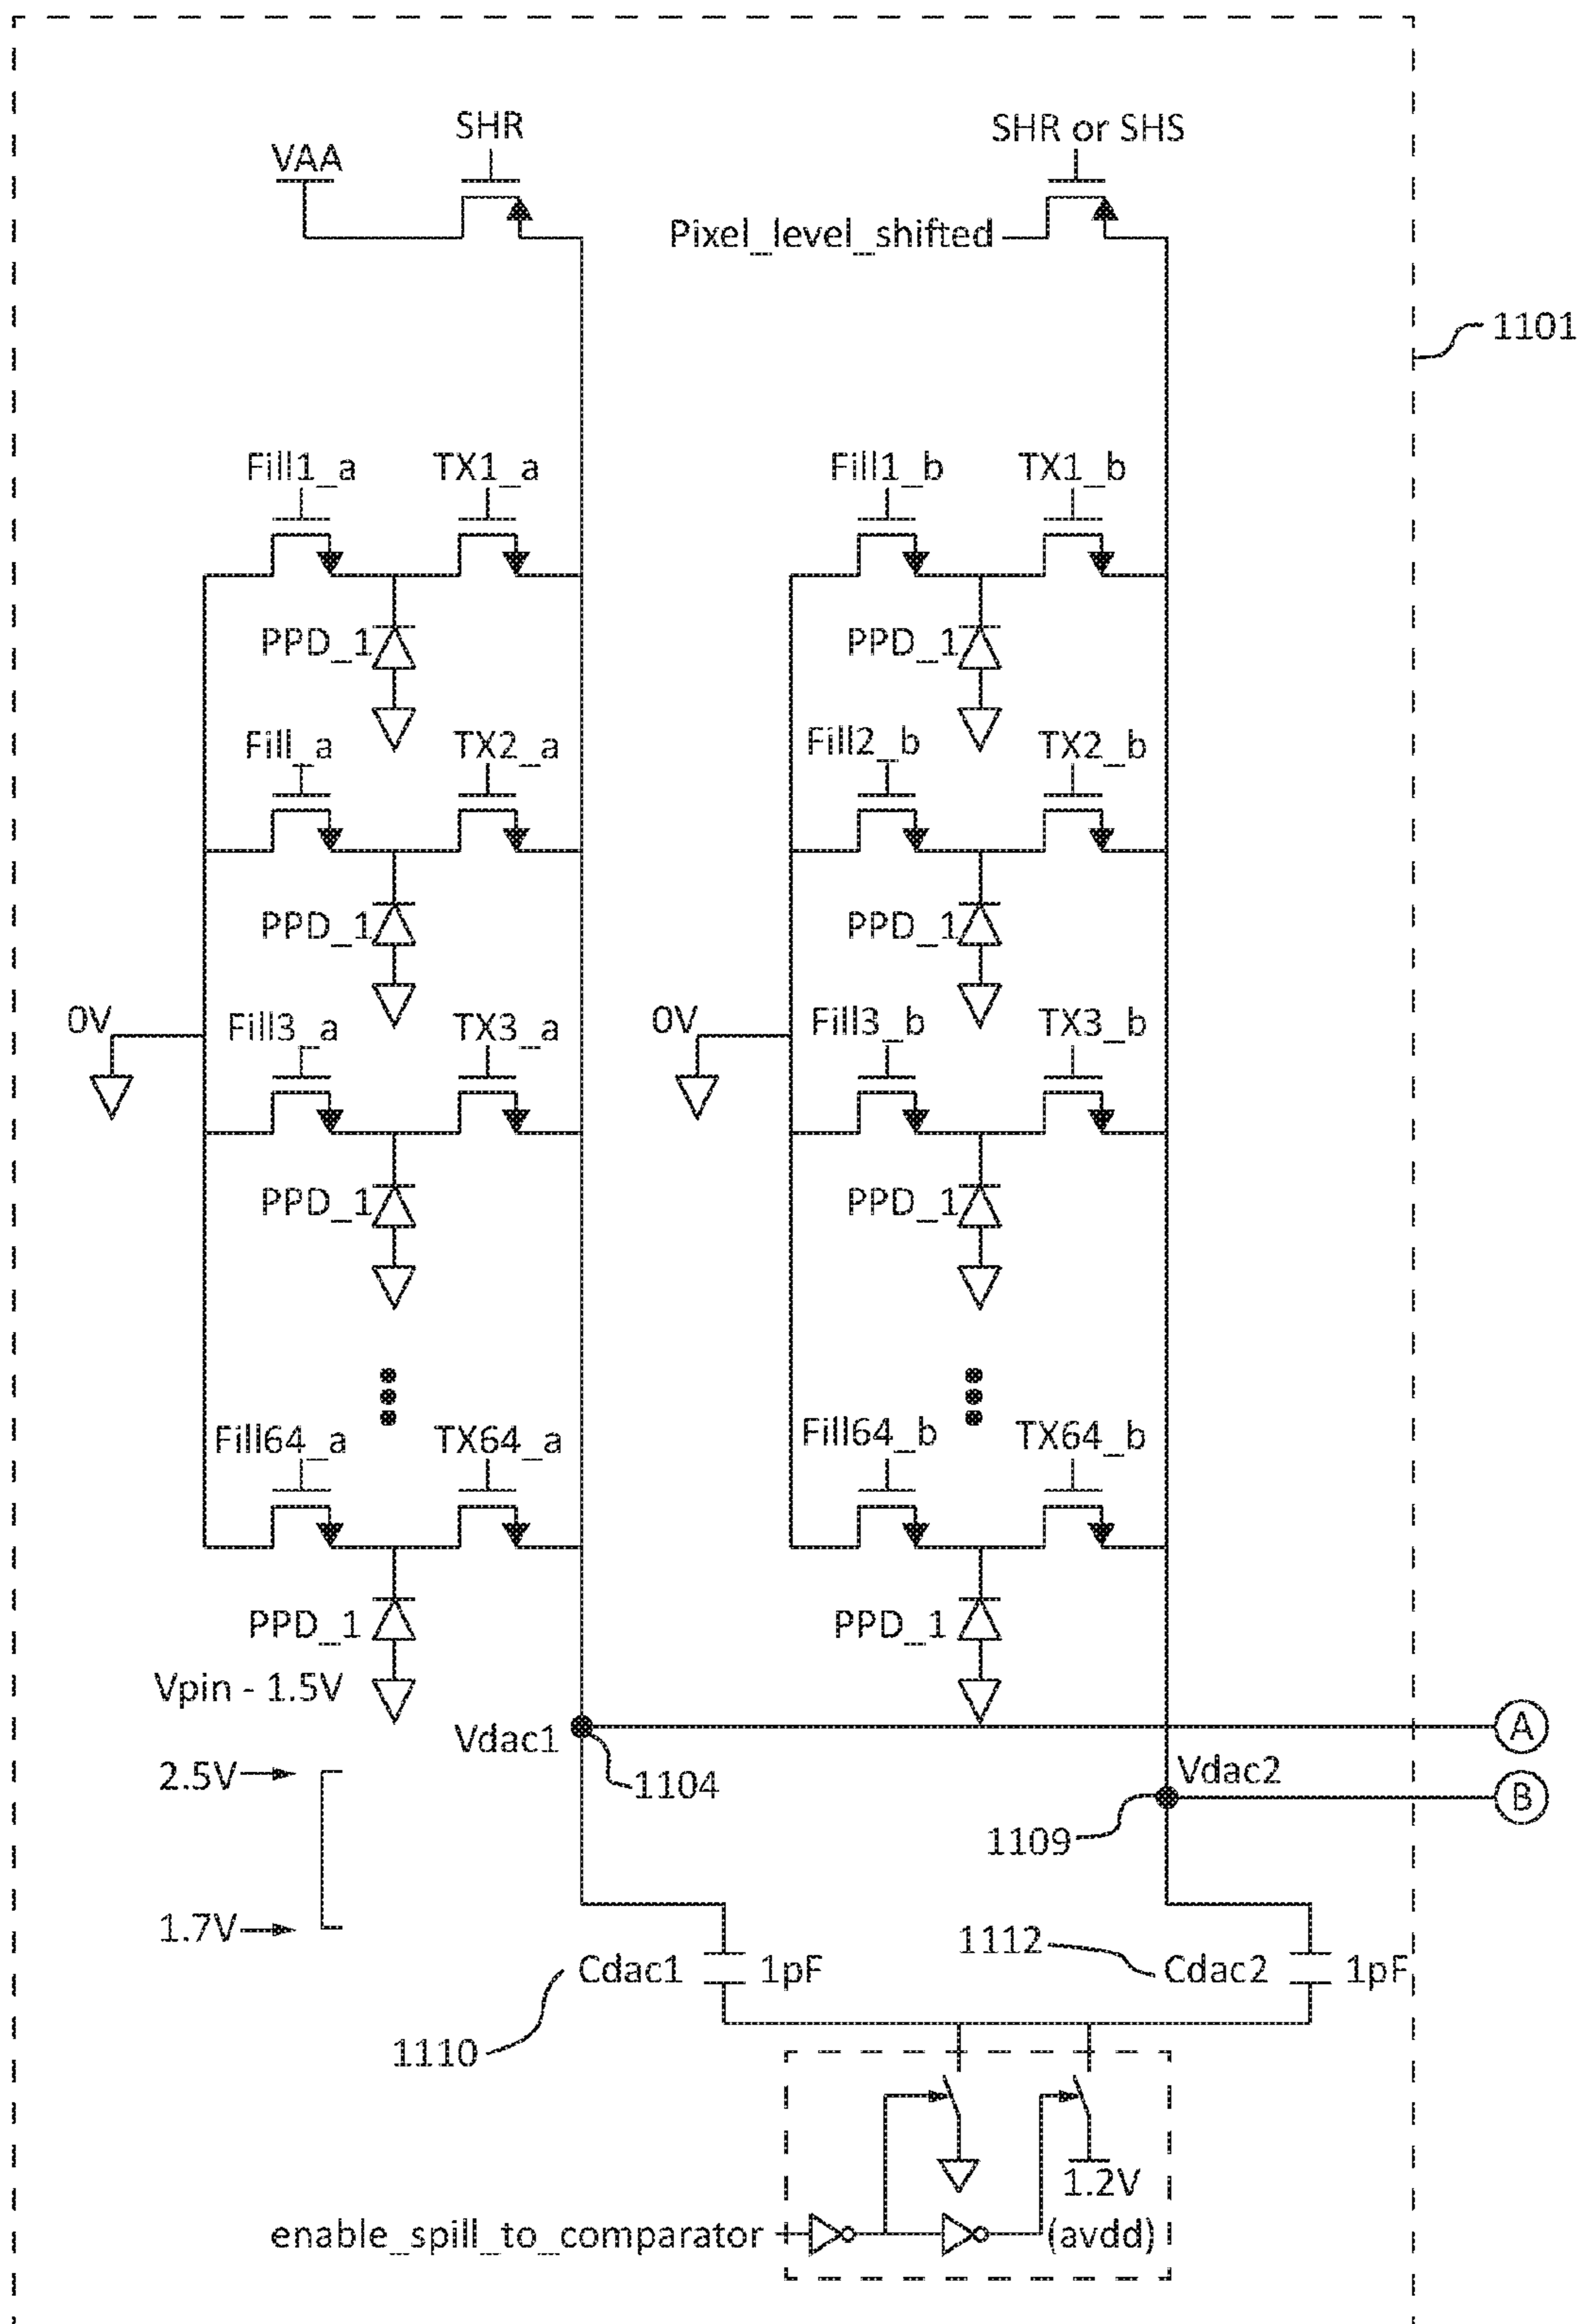 SHR
SHR or SHS
VAA
Pixel_level_shifted
1101
Fill1_a
TX1_a
Fill1_b
TX1_b
PPD_1
PPD_1
Fill_a
TX2_a
Fill2_b
TX2_b
PPD_1
PPD_1
0V
Fill3_a
TX3_a
0V
Fill3_b
TX3_b
PPD_1
PPD_1
Fill64_a
TX64_a
Fill64_b
TX64_b
PPD_1
PPD_1
Vpin - 1.5V
Vdac1
A
2.5V
1104
Vdac2
B
1109
1.7V
1112
Cdac1
1pF
Cdac2
1pF
1110
1.2V
enable_spill_to_comparator
(avdd)